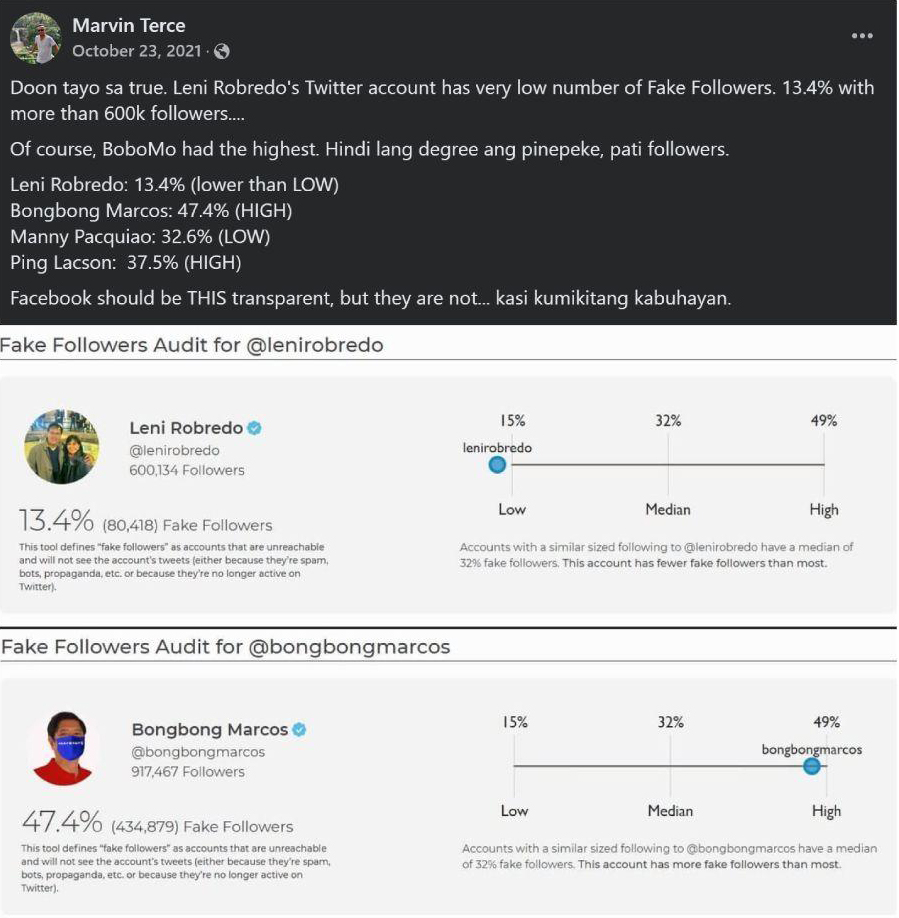 Marvin Terce
October 23, 2021 ·
Doon tayo sa true. Leni Robredo's Twitter account has very low number of Fake Followers. 13.4% with
more than 600k followers....
Of course, BoboMo had the highest. Hindi lang degree ang pinepeke, pati followers.
Leni Robredo: 13.4% (lower than LOW)
Bongbong Marcos: 47.4% (HIGH)
Manny Pacquiao: 32.6% (LOW)
Ping Lacson: 37.5% (HIGH)
Facebook should be THIS transparent, but they are not... kasi kumikitang kabuhayan.
Fake Followers Audit for @lenirobredo
Leni Robredo
@lenirobredo
600,134 Followers
13.4% (80,418) Fake Followers
This tool defines "fake followers" as accounts that are unreachable
and will not see the account's tweets (either because they're spam,
bots, propaganda, etc. or because they're no longer active on
Twitter).
15% 32% 49%
lenirobredo
Low Median High
Accounts with a similar sized following to @lenirobredo have a median of
32% fake followers. This account has fewer fake followers than most.
Fake Followers Audit for @bongbongmarcos
Bongbong Marcos
@bongbongmarcos
917,467 Followers
47.4% (434,879) Fake Followers
This tool defines "fake followers" as accounts that are unreachable
and will not see the account's tweets (either because they're spam,
bots, propaganda, etc. or because they're no longer active on
Twitter).
15% 32% 49%
bongbongmarcos
Low Median High
Accounts with a similar sized following to @bongbongmarcos have a median
of 32% fake followers. This account has more fake followers than most.